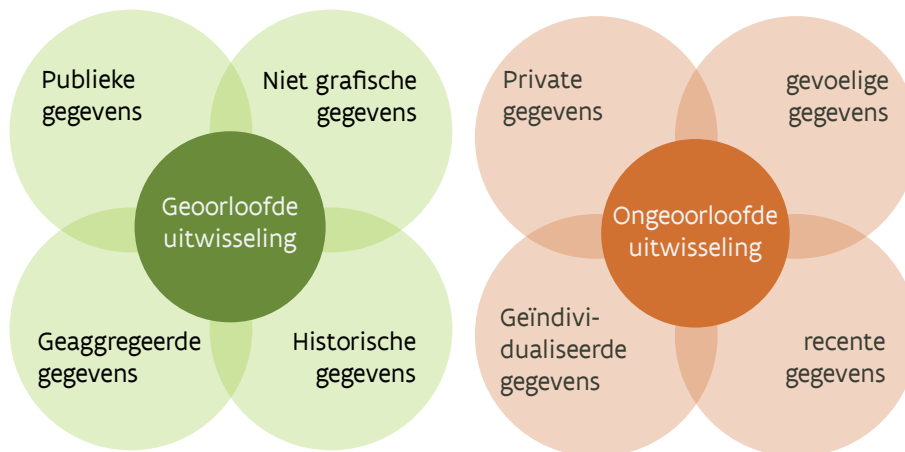 Publieke
gegevens
Niet grafische
gegevens
Geoorloofde
uitwisseling
Geaggregeerde
gegevens
Historische
gegevens
Private
gegevens
gevoelige
gegevens
Ongeoorloofde
uitwisseling
Geïndivi-
dualiseerde
gegevens
recente
gegevens